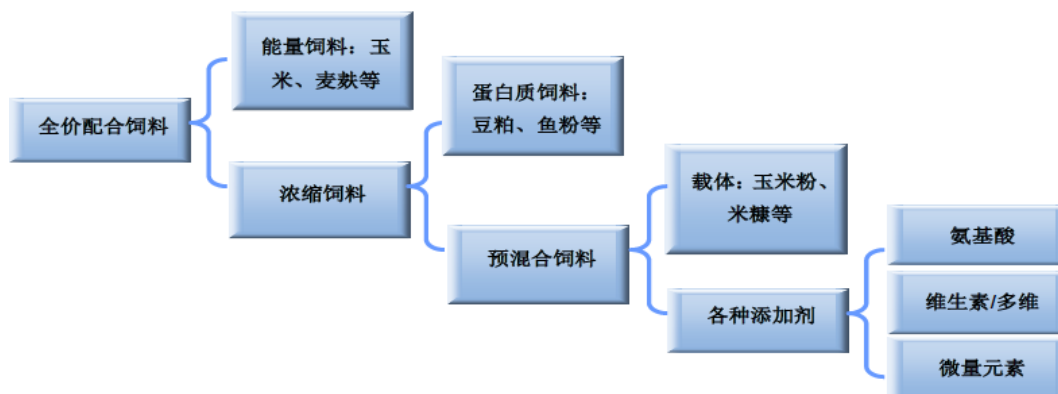 全价配合饲料
能量饲料：玉
米、麦麸等
浓缩饲料
蛋白质饲料：
豆粕、鱼粉等
预混合饲料
载体：玉米粉、
米糠等
各种添加剂
氨基酸
维生素/多维
微量元素